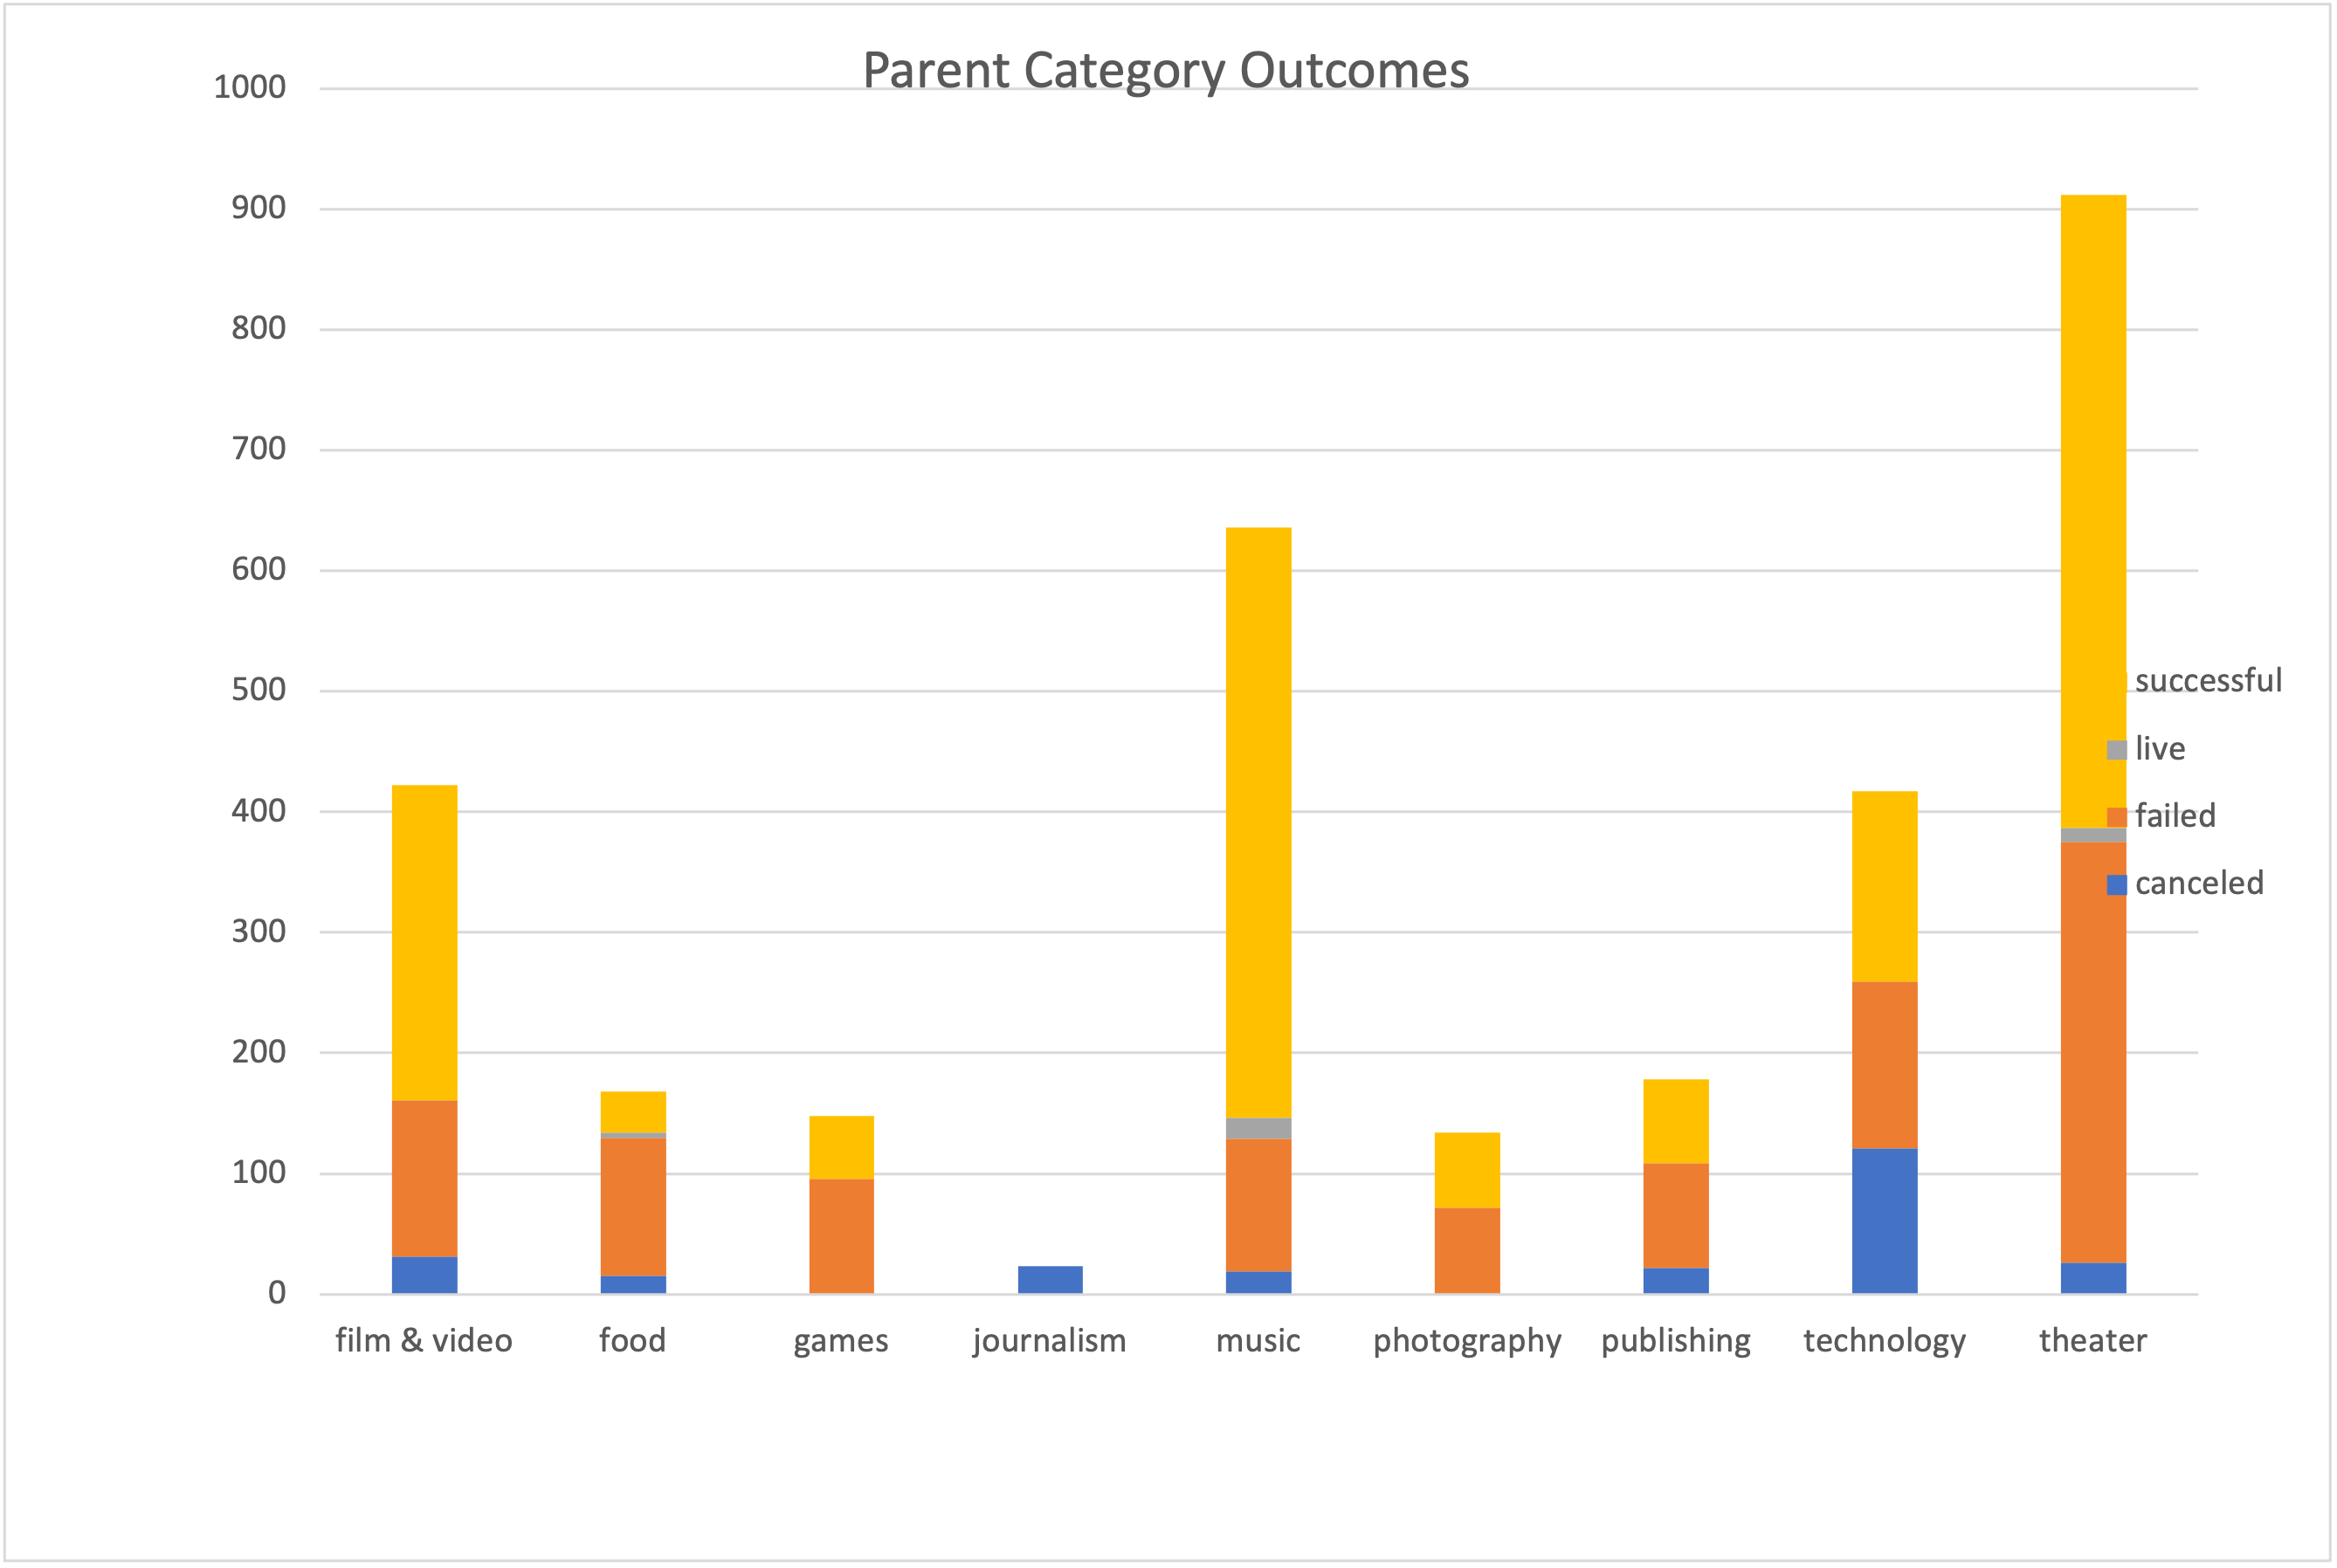 Parent Category Outcomes
1000
900
800
700
600
500
400
300
200
100
0
successful
live
failed
canceled
film & video food games journalism music photography publishing technology theater